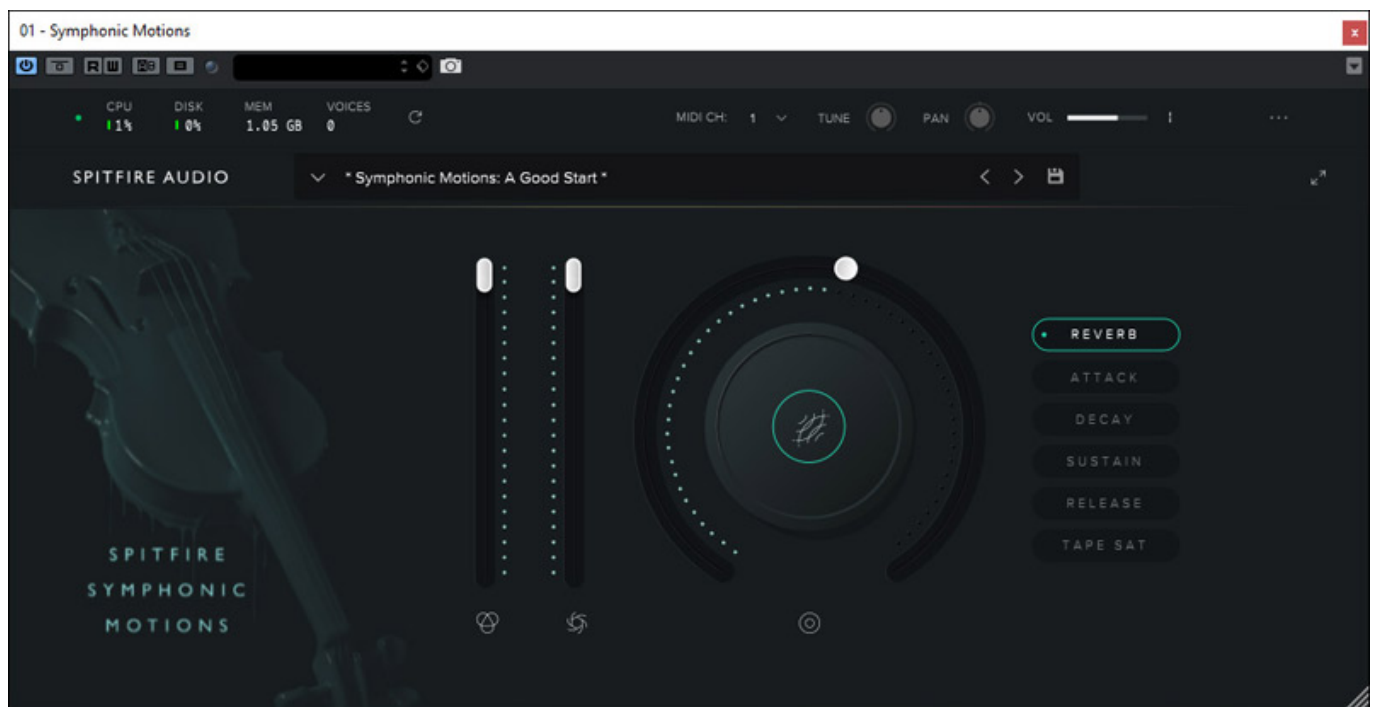 01 - Symphonic Motions
x
R W
CPU DISK MEM VOICES
1% 0% 1.05 GB 0
MIDI CH: 1 TUNE PAN VOL
SPITFIRE AUDIO
* Symphonic Motions: A Good Start *
REVERB
ATTACK
DECAY
SUSTAIN
RELEASE
TAPE SAT
SPITFIRE
SYMPHONIC
MOTIONS